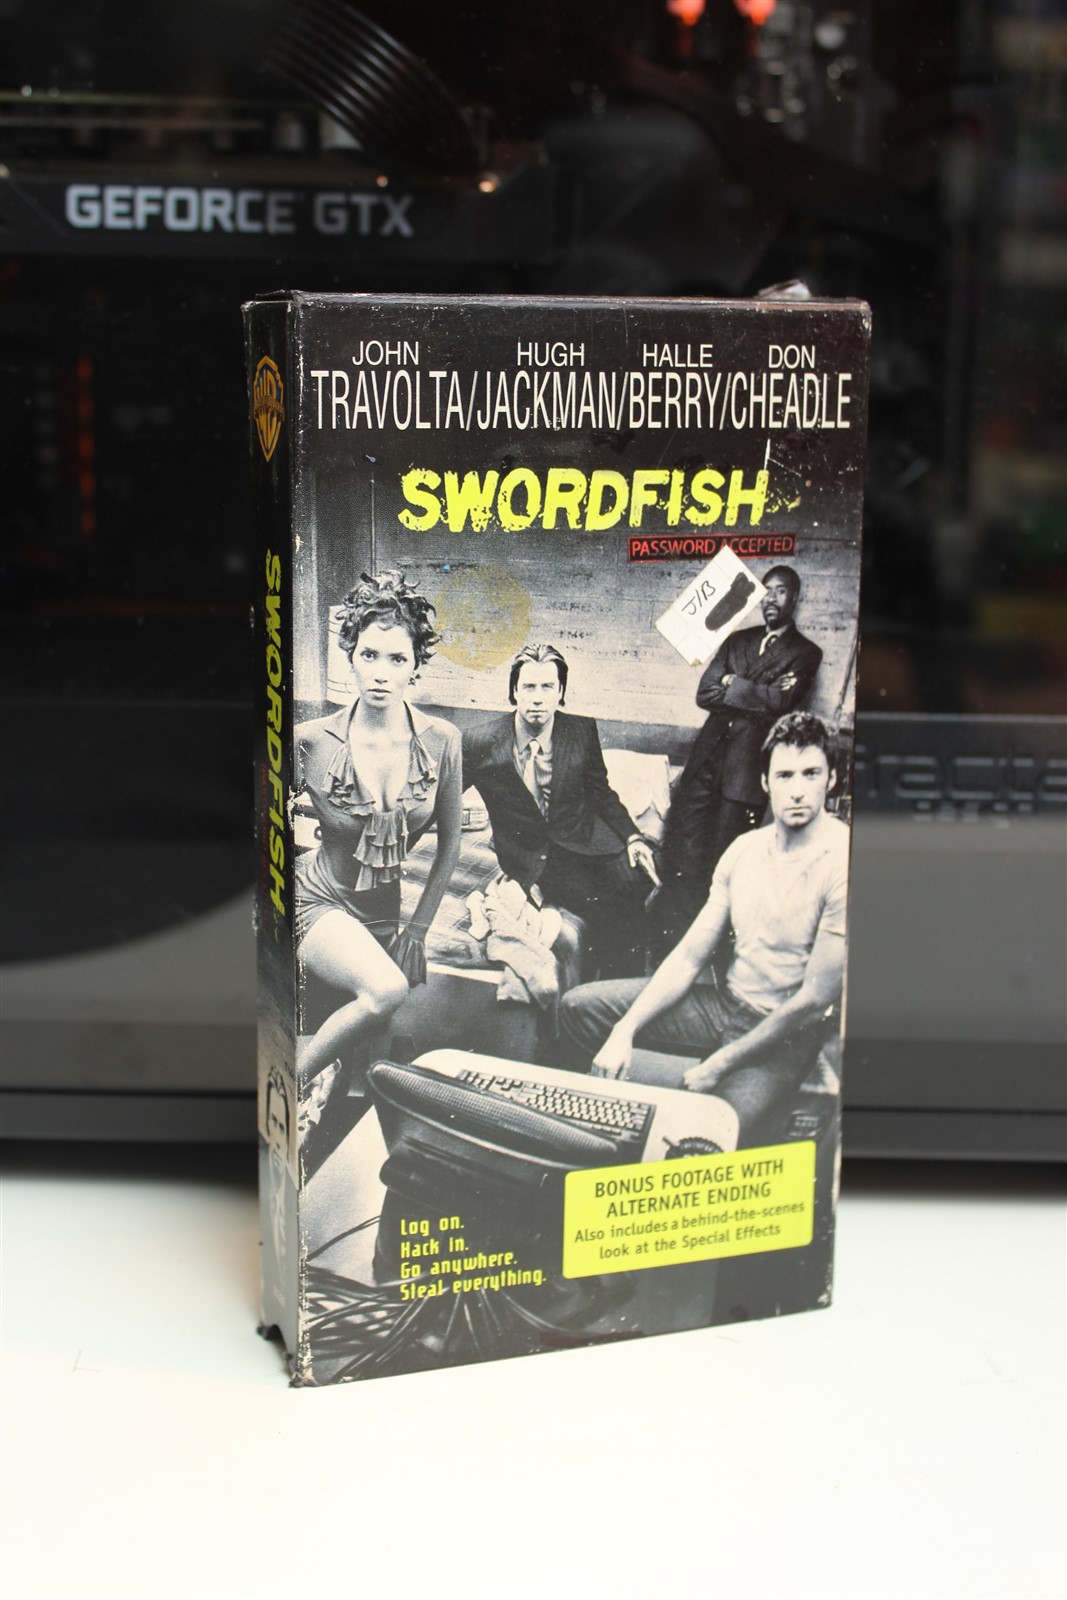 GEFORCE GTX
JOHN HUGH HALLE DON
TRAVOLTA/JACKMAN/BERRY/CHEADLE
SWORDFISH
PASSWORD ACCEPTED
J/B
SWORDFISH
BONUS FOOTAGE WITH
ALTERNATE ENDING
Also includes a behind-the-scenes
look at the Special Effects
Log on.
Hack in.
Go anywhere.
Steal everything.